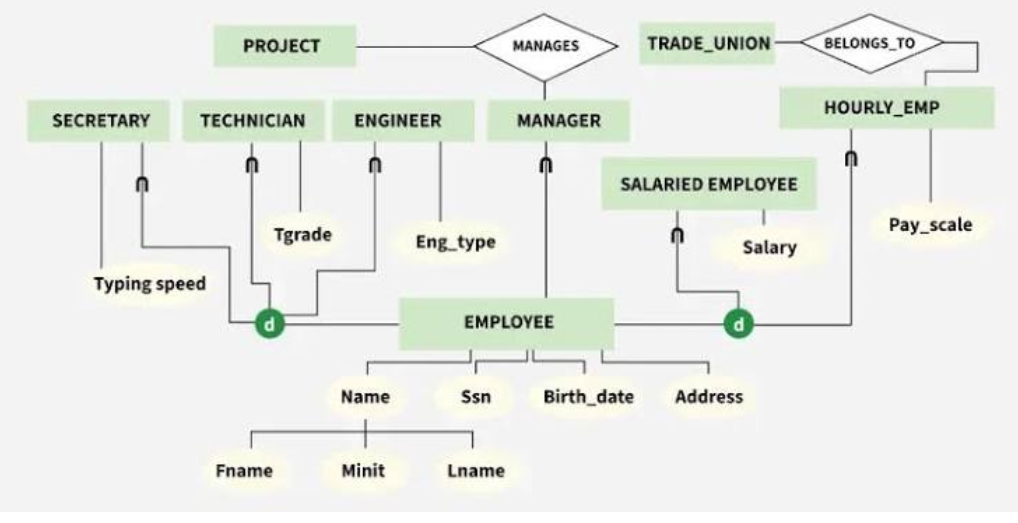 PROJECT
MANAGES
TRADE_UNION
BELONGS_TO
SECRETARY
TECHNICIAN
ENGINEER
MANAGER
HOURLY_EMP
SALARIED EMPLOYEE
Tgrade
Eng_type
Salary
Pay_scale
Typing speed
d
EMPLOYEE
d
Name
Ssn
Birth_date
Address
Fname
Minit
Lname